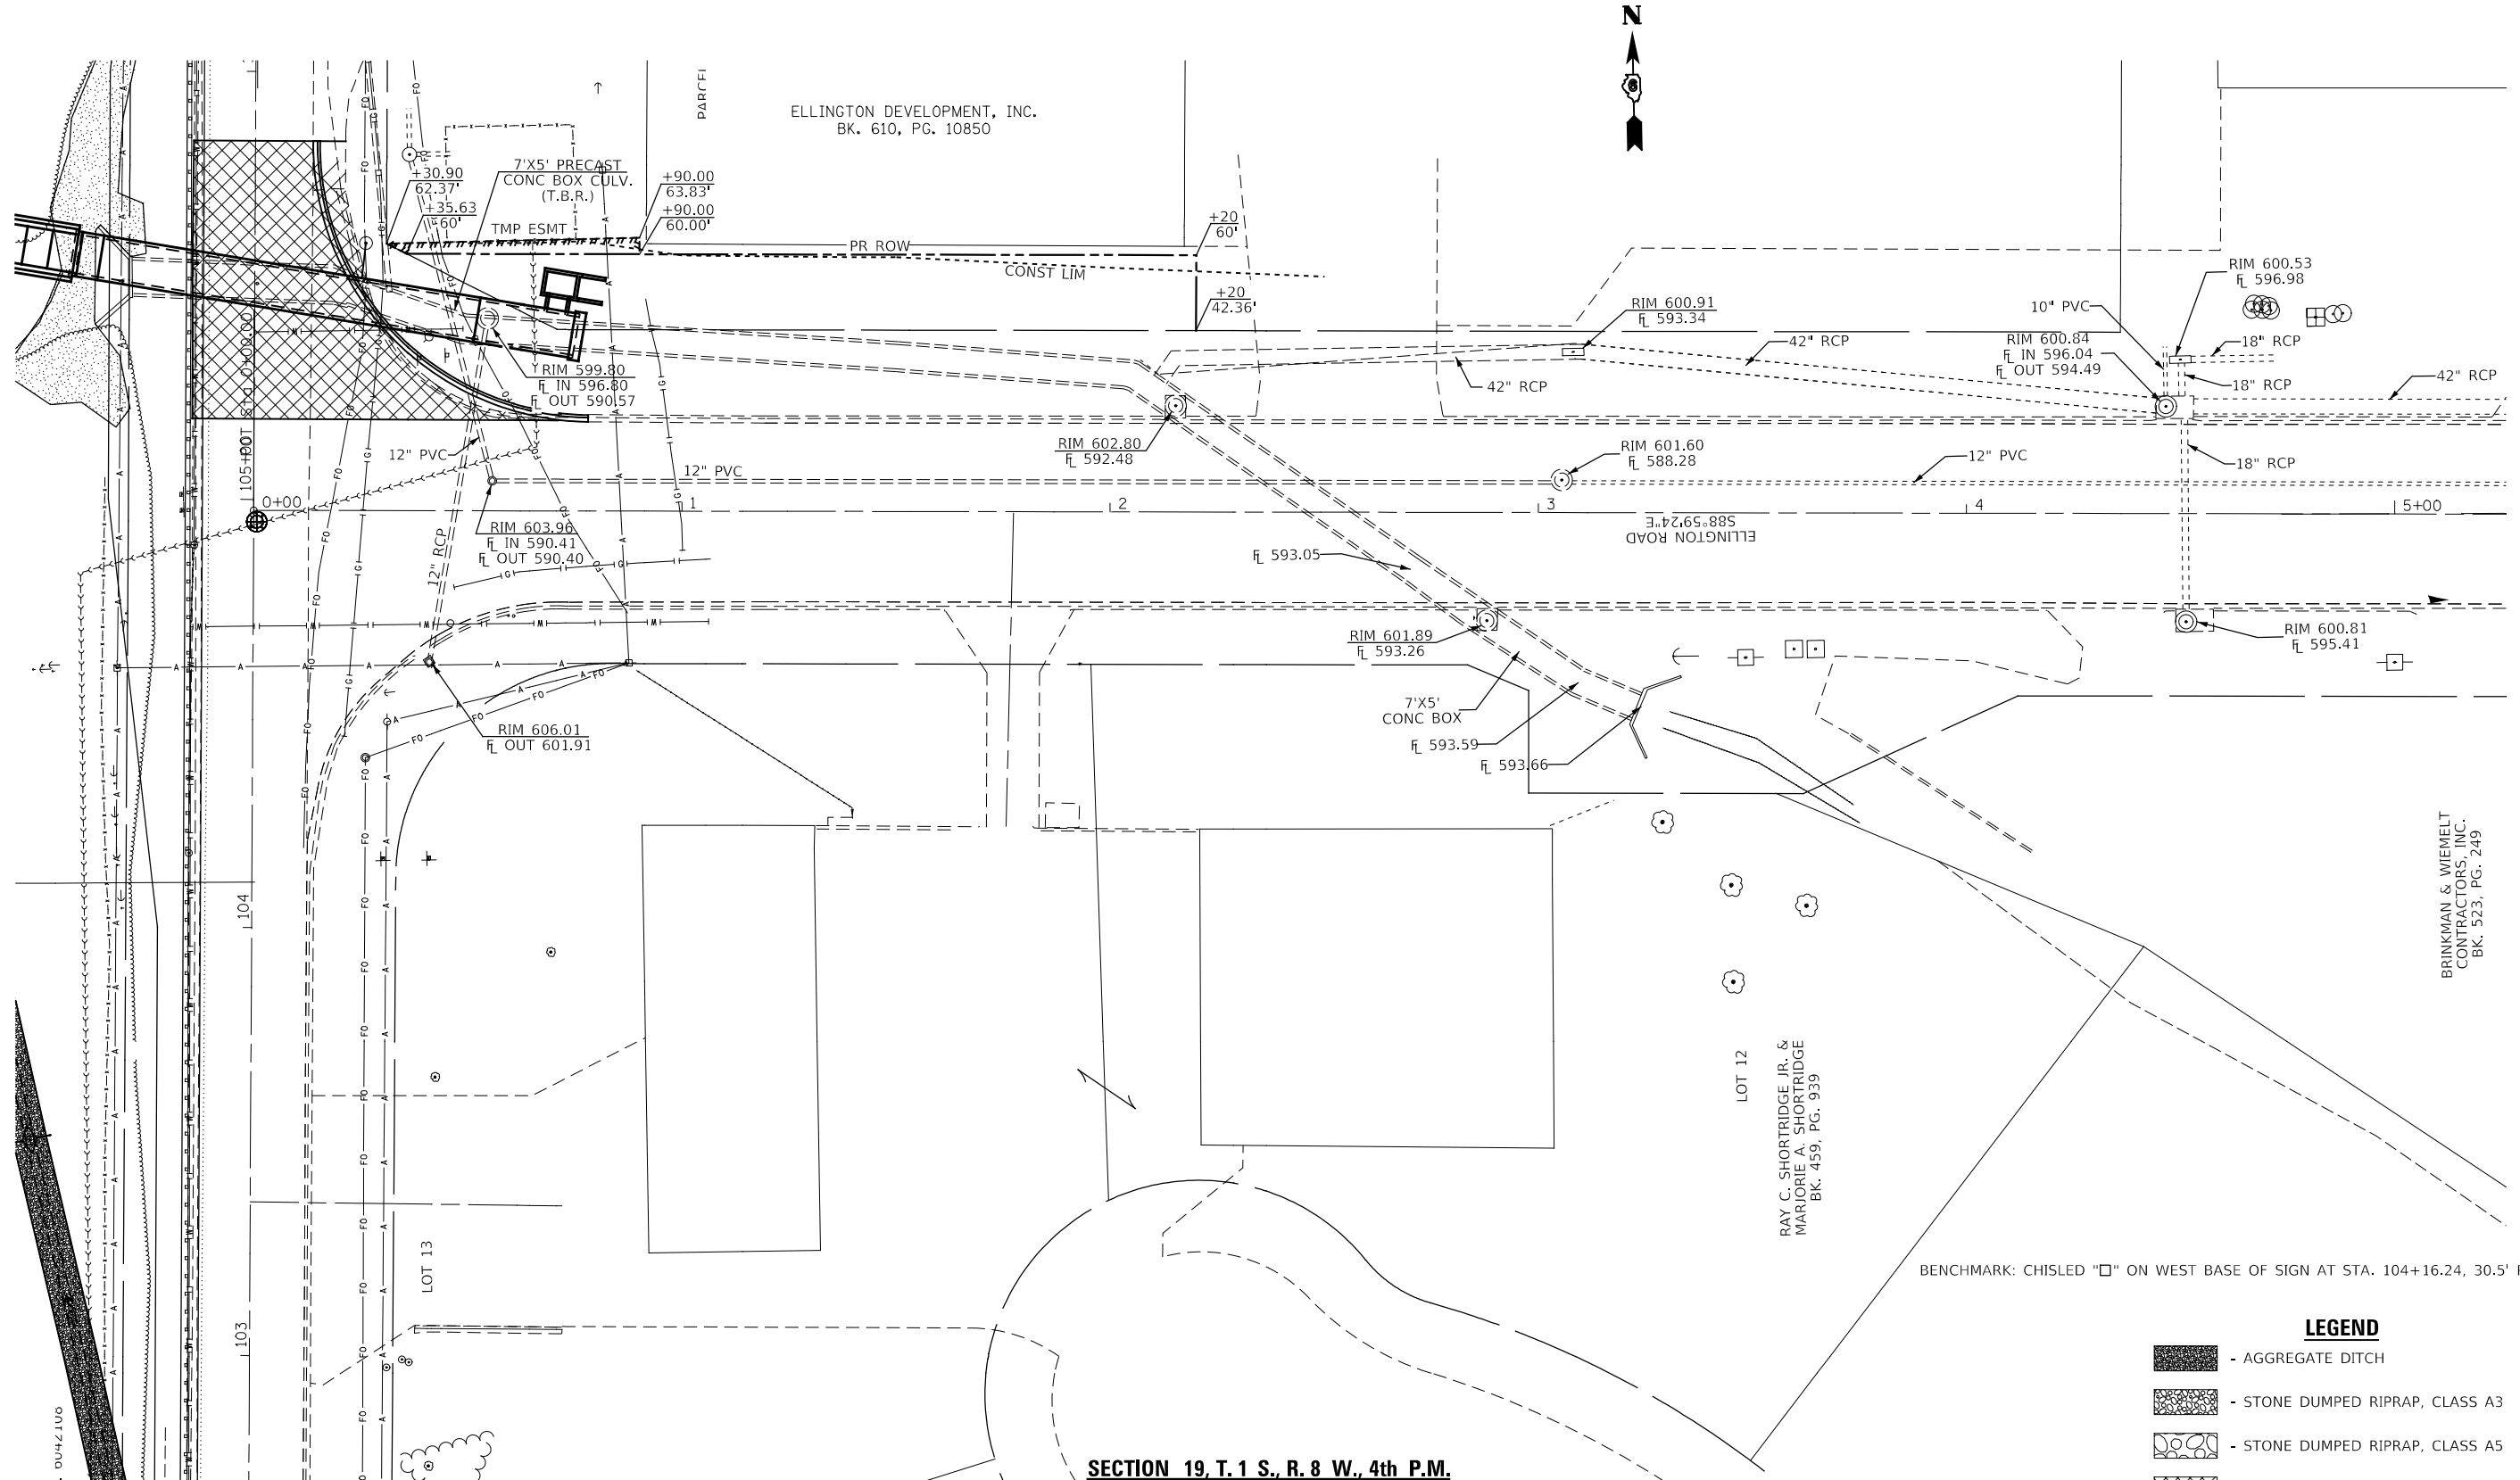 N
6
ELLINGTON DEVELOPMENT, INC.
BK. 610, PG. 10850
7'X5' PRECAST
CONC BOX CULV.
(T.B.R.)
+30.90
62.37'
+35.63
60'
+90.00
63.83'
+90.00
60.00'
TMP ESMT
PR ROW
CONST LIM
+20
60'
+20
42.36'
RIM 600.91
FL 593.34
RIM 600.53
FL 596.98
10" PVC
RIM 600.84
FL IN 596.04
FL OUT 594.49
18" RCP
18" RCP
42" RCP
42" RCP
42" RCP
RIM 599.80
FL IN 596.80
FL OUT 590.57
RIM 602.80
FL 592.48
RIM 601.60
FL 588.28
12" PVC
12" PVC
12" PVC
18" RCP
0+00
1
2
3
4
5+00
ELLINGTON ROAD
S88°59'24"E
RIM 603.96
FL IN 590.41
FL OUT 590.40
12" RCP
FL 593.05
RIM 601.89
FL 593.26
RIM 600.81
FL 595.41
7'X5'
CONC BOX
FL 593.59
FL 593.66
RIM 606.01
FL OUT 601.91
104
103
LOT 13
LOT 12
RAY C. SHORTRIDGE JR. &
MARJORIE A. SHORTRIDGE
BK. 459, PG. 939
BRINKMAN & WIEMELT
CONTRACTORS, INC.
BK. 523, PG. 249
BENCHMARK: CHISLED "□" ON WEST BASE OF SIGN AT STA. 104+16.24, 30.5'
LEGEND
- AGGREGATE DITCH
- STONE DUMPED RIPRAP, CLASS A3
- STONE DUMPED RIPRAP, CLASS A5
SECTION 19, T. 1 S., R. 8 W., 4th P.M.